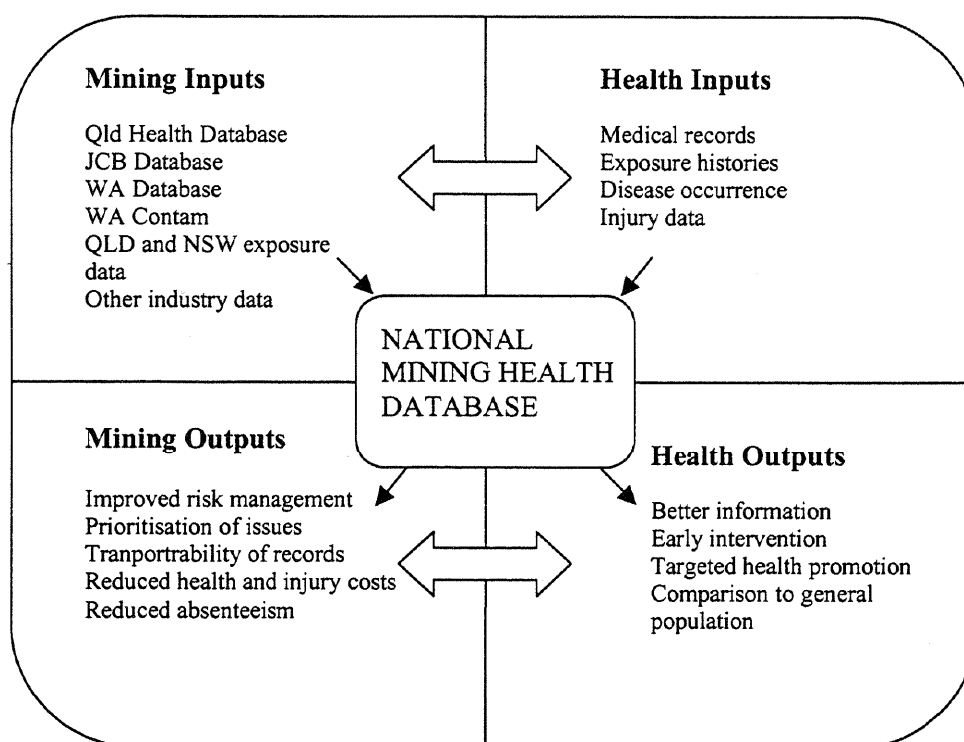 Mining Inputs
Qld Health Database
JCB Database
WA Database
WA Contam
QLD and NSW exposure
data
Other industry data
Health Inputs
Medical records
Exposure histories
Disease occurrence
Injury data
NATIONAL
MINING HEALTH
DATABASE
Mining Outputs
Improved risk management
Prioritisation of issues
Tranportrability of records
Reduced health and injury costs
Reduced absenteeism
Health Outputs
Better information
Early intervention
Targeted health promotion
Comparison to general
population